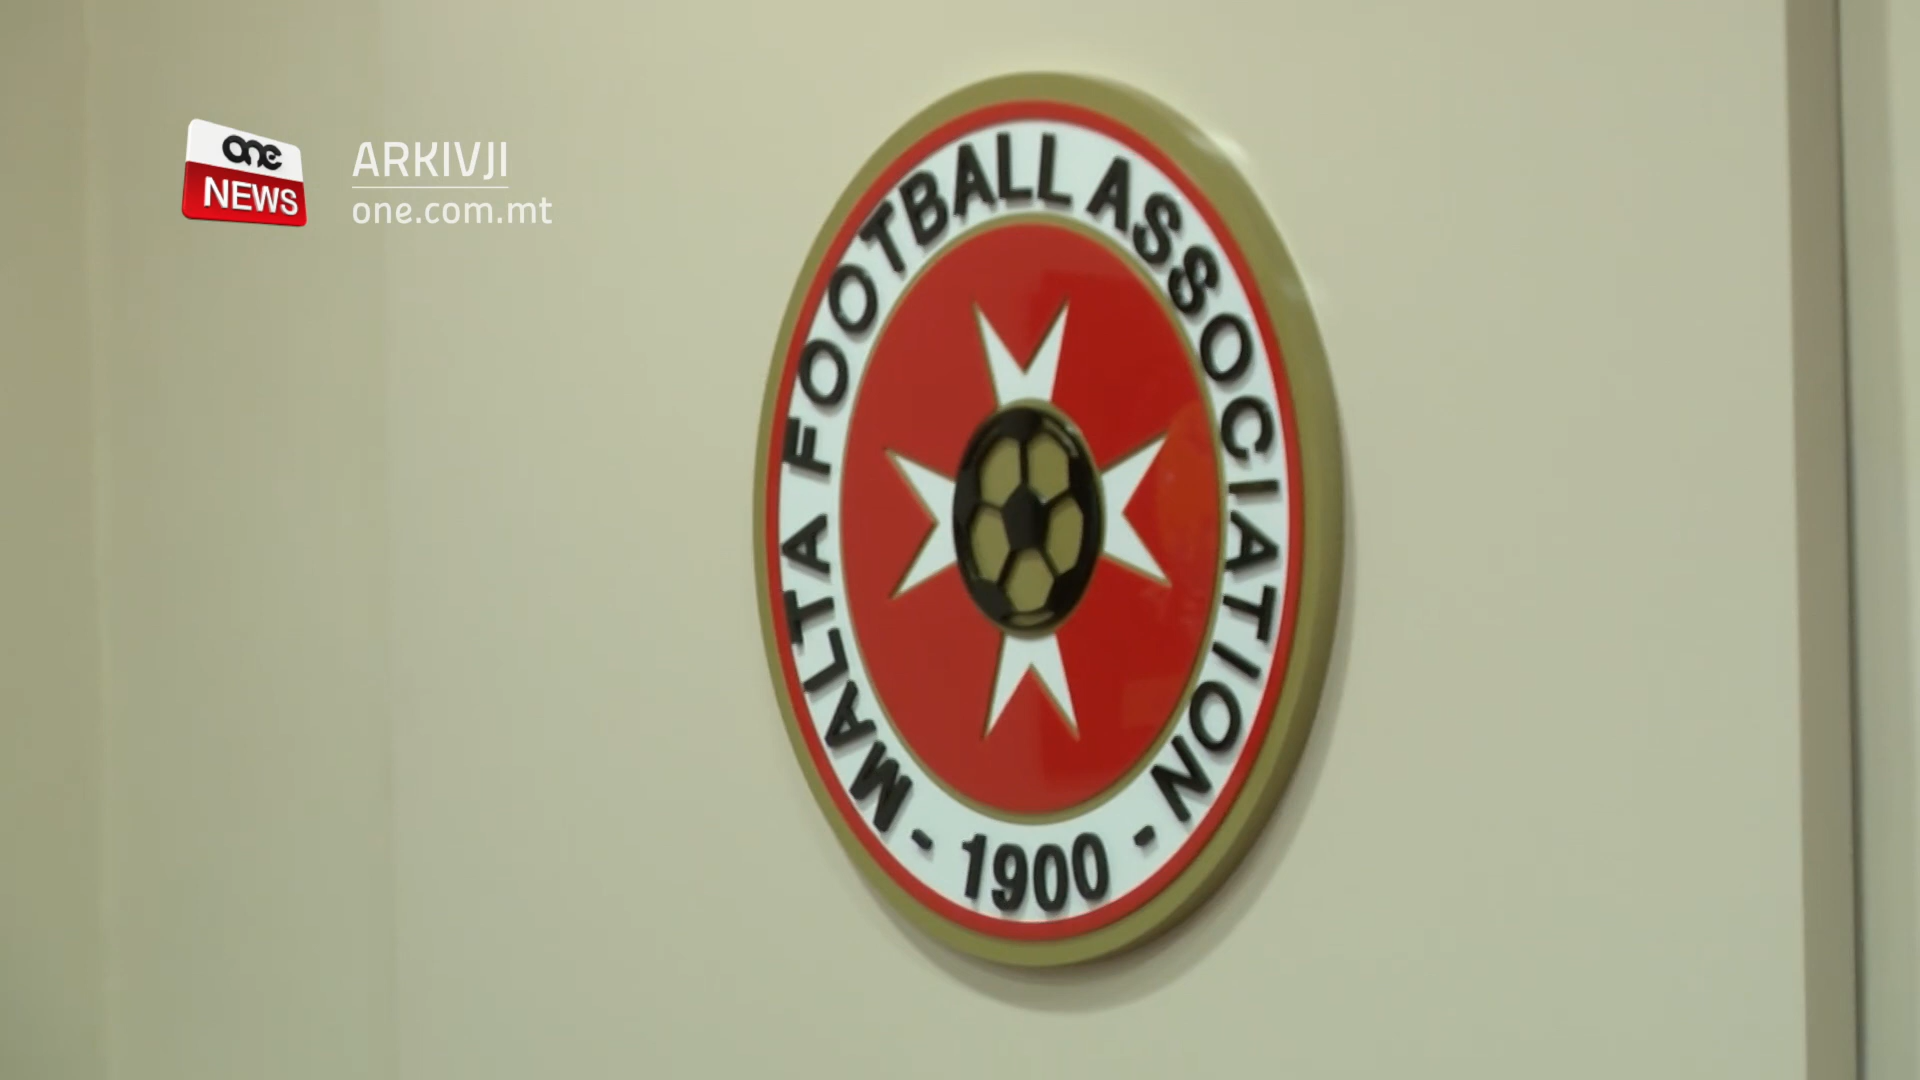 one
NEWS
ARKIVJI
one.com.mt
MALTA FOOTBALL ASSOCIATION
- 1900 -